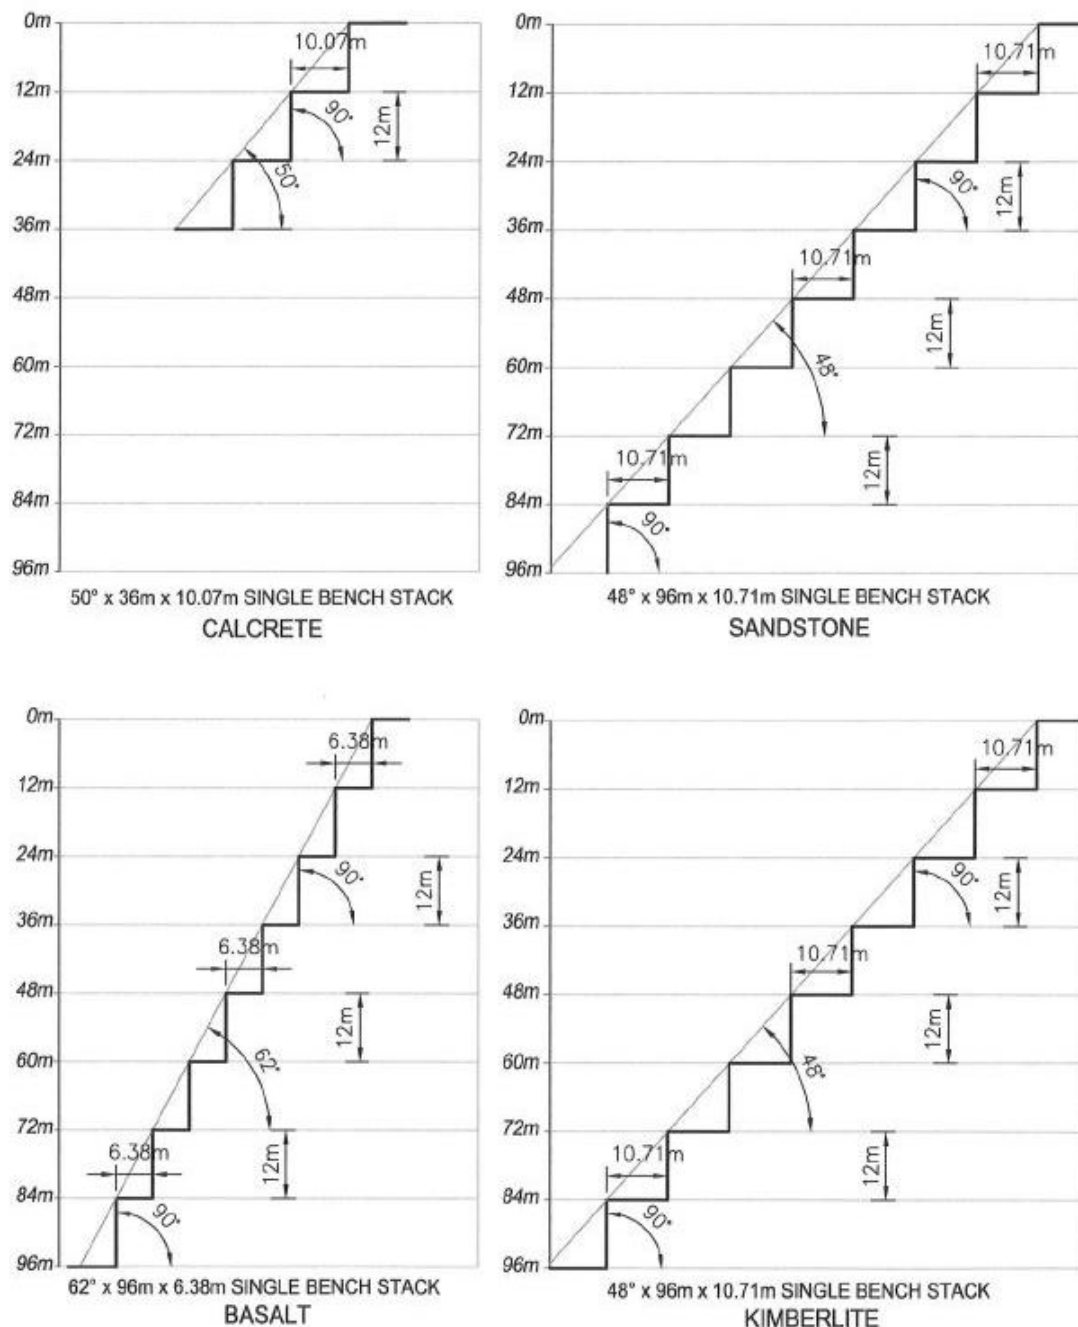 0m
12m
24m
36m
48m
60m
72m
84m
96m
10.07m
90°
12m
50°
50° x 36m x 10.07m SINGLE BENCH STACK
CALCRETE
0m
12m
24m
36m
48m
60m
72m
84m
96m
10.71m
90°
12m
10.71m
12m
48°
10.71m
12m
90°
48° x 96m x 10.71m SINGLE BENCH STACK
SANDSTONE
0m
12m
24m
36m
48m
60m
72m
84m
96m
6.38m
90°
12m
6.38m
12m
62°
6.38m
12m
90°
62° x 96m x 6.38m SINGLE BENCH STACK
BASALT
0m
12m
24m
36m
48m
60m
72m
84m
96m
10.71m
90°
12m
10.71m
12m
48°
10.71m
12m
90°
48° x 96m x 10.71m SINGLE BENCH STACK
KIMBERLITE